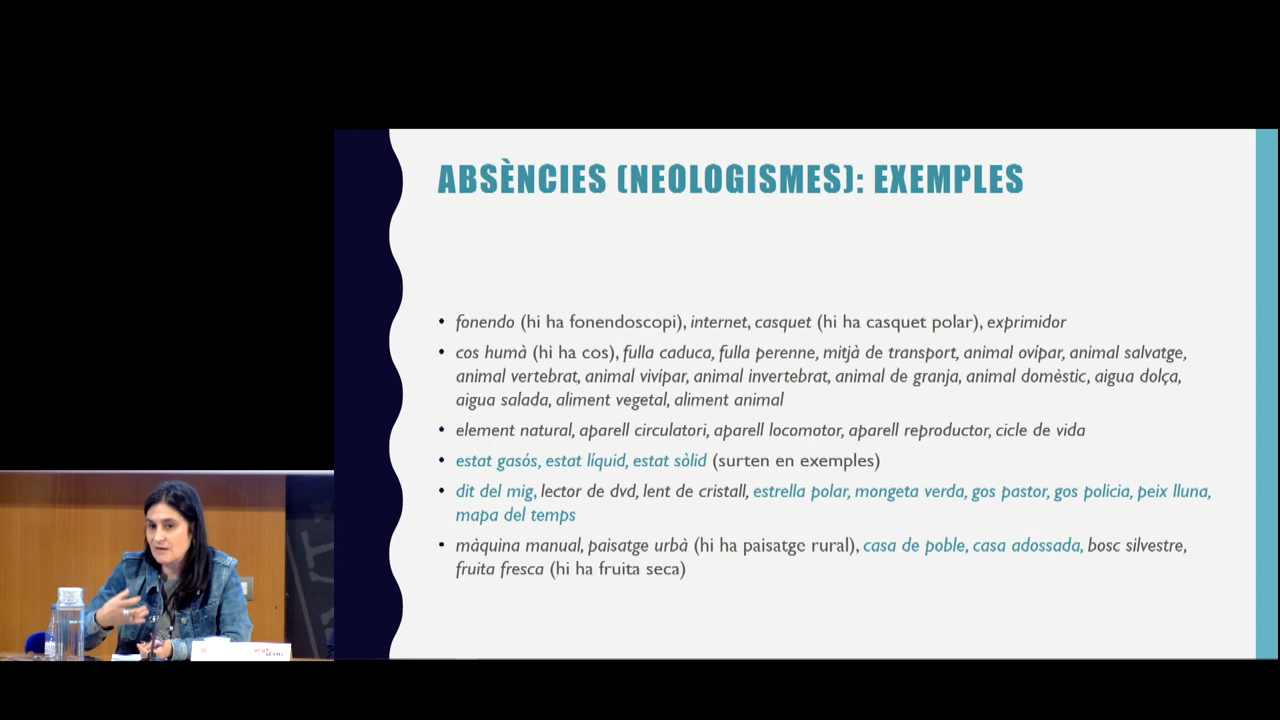 ABSÈNCIES (NEOLOGISMES): EXEMPLES
• fonendo (hi ha fonendoscopi), internet, casquet (hi ha casquet polar), exprimidor
• cos humà (hi ha cos), fulla caduca, fulla perenne, mitjà de transport, animal ovípar, animal salvatge,
animal vertebrat, animal vivípar, animal invertebrat, animal de granja, animal domèstic, aigua dolça,
aigua salada, aliment vegetal, aliment animal
• element natural, aparell circulatori, aparell locomotor, aparell reproductor, cicle de vida
• estat gasós, estat líquid, estat sòlid (surten en exemples)
• dit del mig, lector de dvd, lent de cristall, estrella polar, mongeta verda, gos pastor, gos policia, peix lluna,
mapa del temps
• màquina manual, paisatge urbà (hi ha paisatge rural), casa de poble, casa adossada, bosc silvestre,
fruita fresca (hi ha fruita seca)